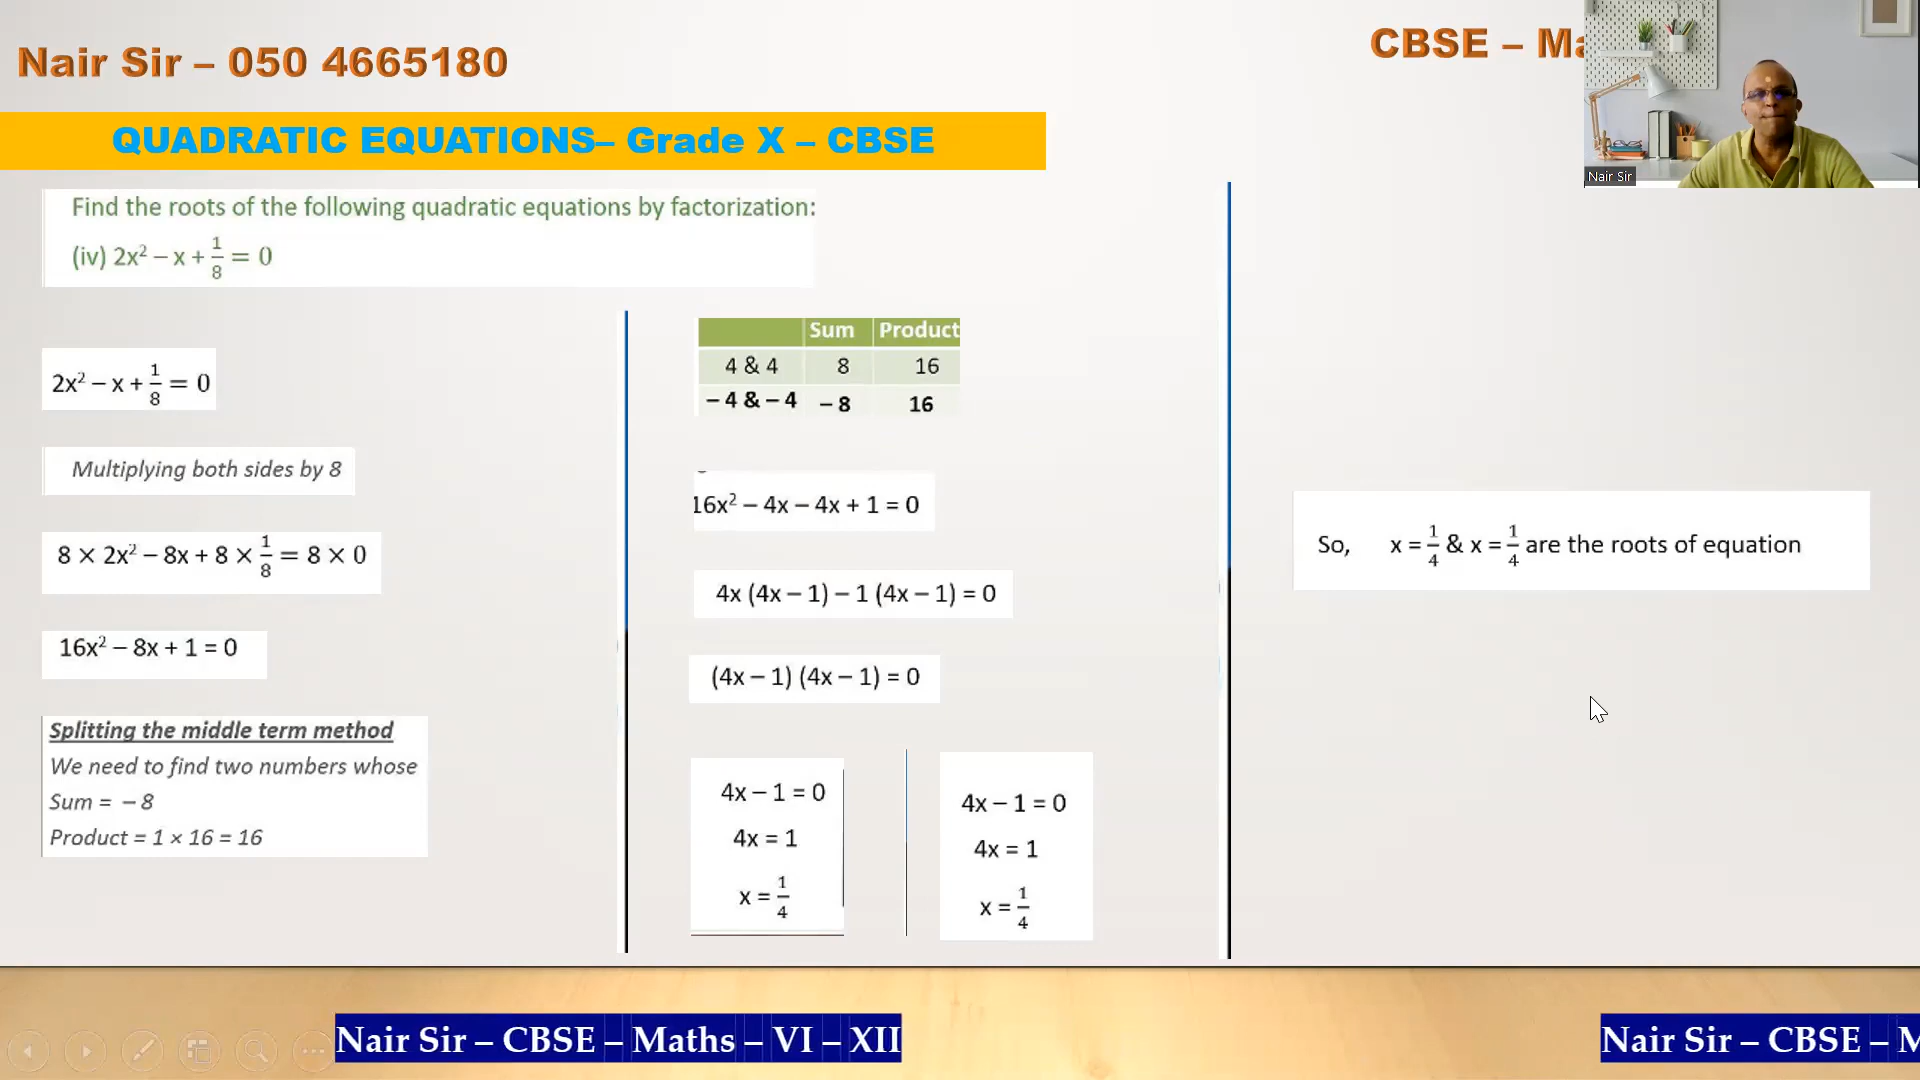 Nair Sir – 050 4665180
CBSE – Ma
Nair Sir
QUADRATIC EQUATIONS– Grade X – CBSE
Find the roots of the following quadratic equations by factorization:
(iv) 2x² – x + 1/8 = 0
2x² – x + 1/8 = 0
Multiplying both sides by 8
8 × 2x² – 8x + 8 × 1/8 = 8 × 0
16x² – 8x + 1 = 0
Splitting the middle term method
We need to find two numbers whose
Sum = – 8
Product = 1 × 16 = 16
Sum Product
4 & 4 8 16
– 4 & – 4 – 8 16
16x² – 4x – 4x + 1 = 0
4x (4x – 1) – 1 (4x – 1) = 0
(4x – 1) (4x – 1) = 0
4x – 1 = 0
4x = 1
x = 1/4
4x – 1 = 0
4x = 1
x = 1/4
So, x = 1/4 & x = 1/4 are the roots of equation
Nair Sir – CBSE – Maths – VI – XII
Nair Sir – CBSE – M